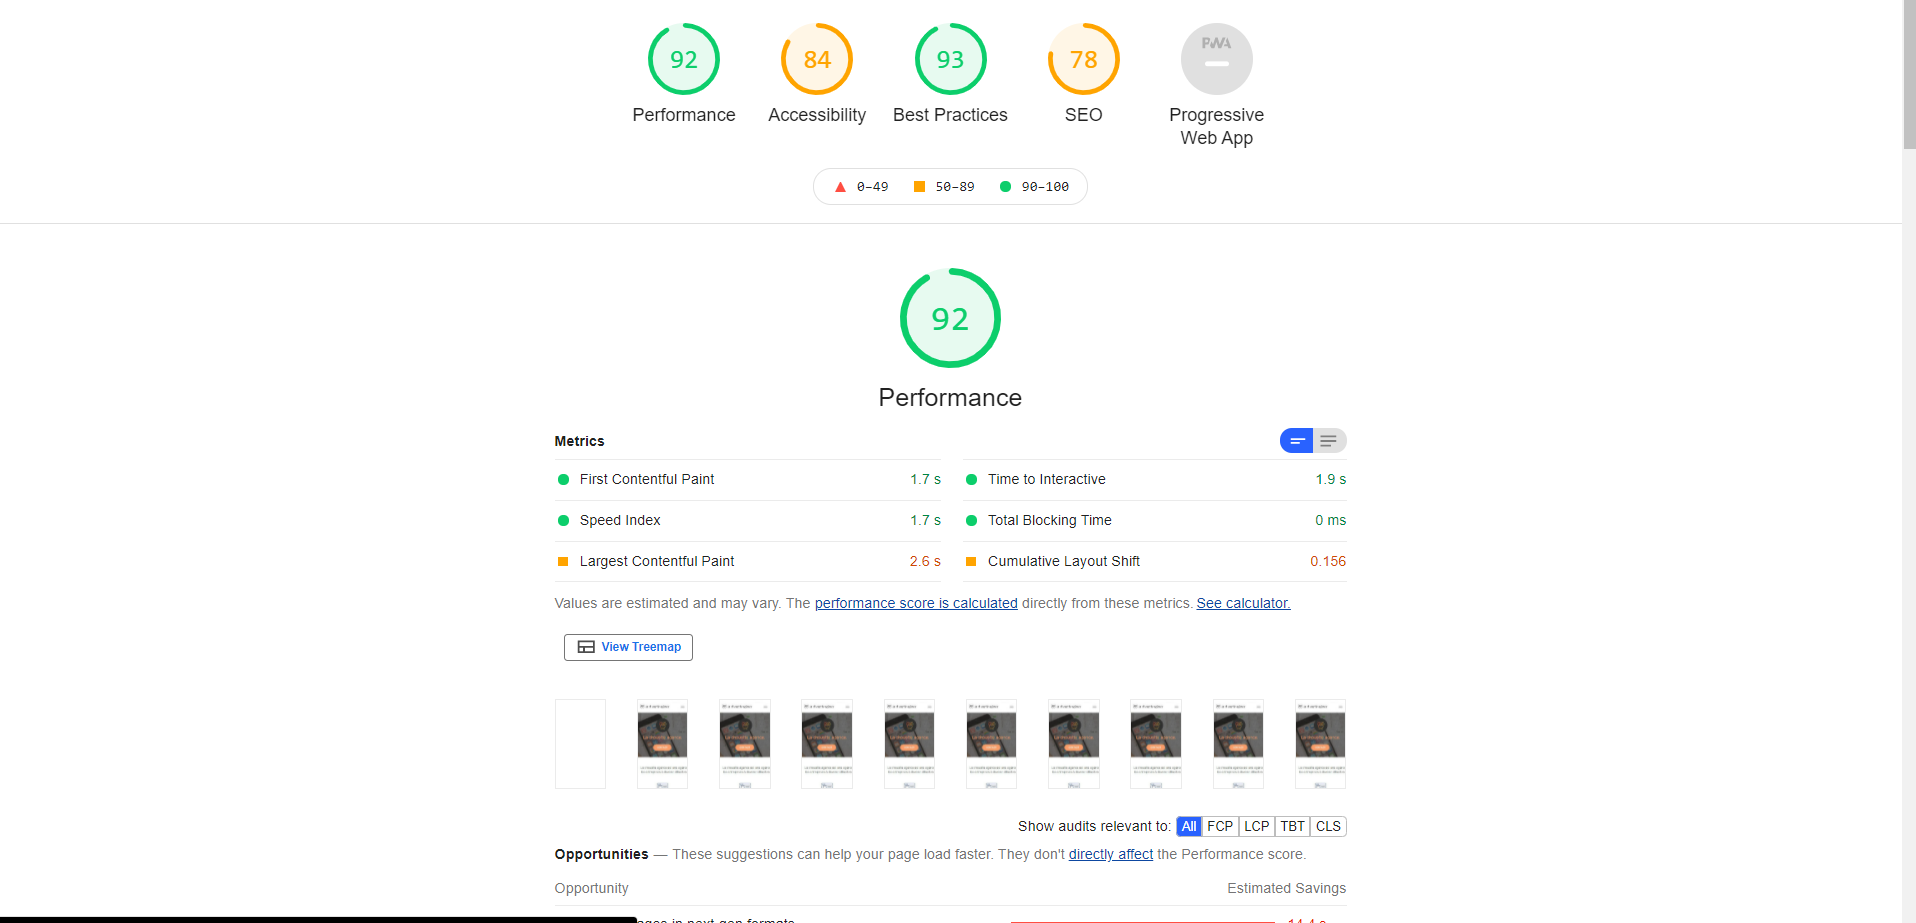 92
84
93
78
PWA
Performance
Accessibility
Best Practices
SEO
Progressive
Web App
0–49
50–89
90–100
92
Performance
Metrics
First Contentful Paint 1.7 s
Time to Interactive 1.9 s
Speed Index 1.7 s
Total Blocking Time 0 ms
Largest Contentful Paint 2.6 s
Cumulative Layout Shift 0.156
Values are estimated and may vary. The performance score is calculated directly from these metrics. See calculator.
View Treemap
Show audits relevant to: All FCP LCP TBT CLS
Opportunities — These suggestions can help your page load faster. They don't directly affect the Performance score.
Opportunity
Estimated Savings
in next-gen formats
14.4 s